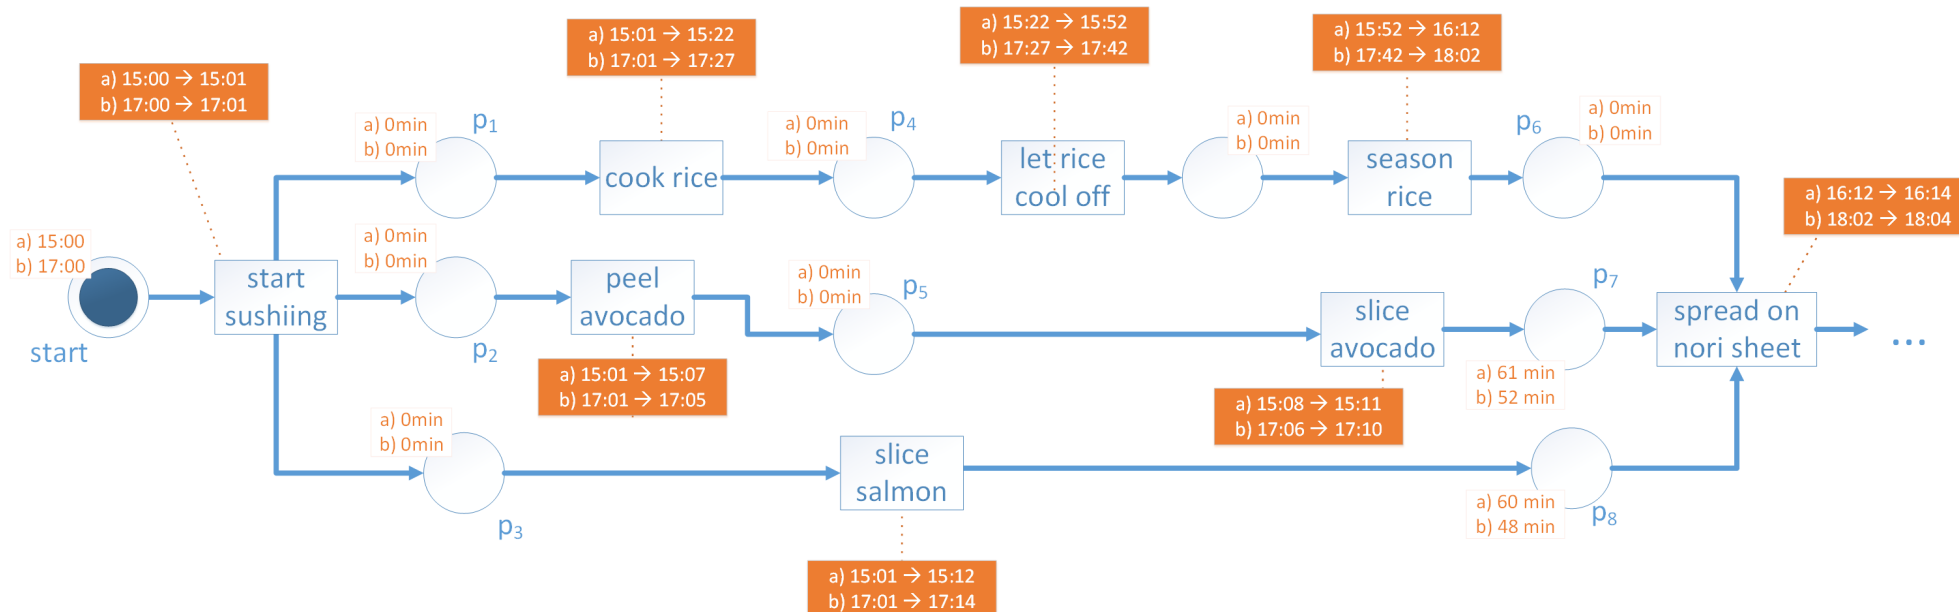 a) 15:00 → 15:01
b) 17:00 → 17:01
a) 15:01 → 15:22
b) 17:01 → 17:27
a) 15:22 → 15:52
b) 17:27 → 17:42
a) 15:52 → 16:12
b) 17:42 → 18:02
a) 0min
b) 0min
p1
cook rice
a) 0min
b) 0min
p4
let rice
cool off
a) 0min
b) 0min
season
rice
p6
a) 0min
b) 0min
a) 16:12 → 16:14
b) 18:02 → 18:04
a) 15:00
b) 17:00
start
start
sushiing
a) 0min
b) 0min
p2
peel
avocado
a) 15:01 → 15:07
b) 17:01 → 17:05
a) 0min
b) 0min
p5
slice
avocado
a) 15:08 → 15:11
b) 17:06 → 17:10
p7
a) 61 min
b) 52 min
spread on
nori sheet
...
a) 0min
b) 0min
p3
slice
salmon
a) 15:01 → 15:12
b) 17:01 → 17:14
a) 60 min
b) 48 min
p8